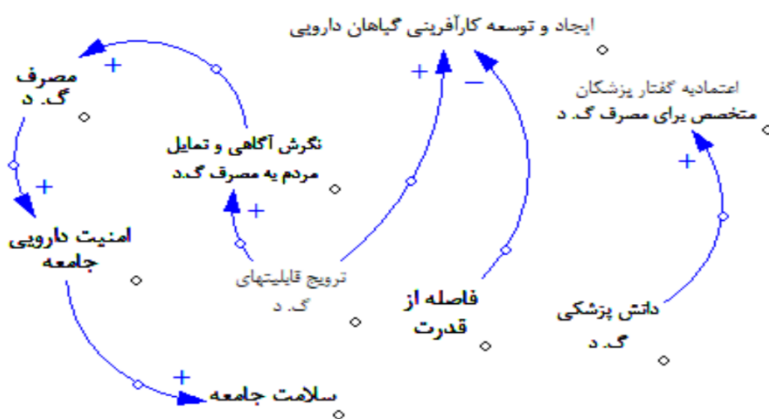 ایجاد و توسعه کارآفرینی گیاهان دارویی
+
+
−
مصرف
گ. د
اعتمادبه گفتار پزشکان
متخصص برای مصرف گ. د
نگرش آگاهی و تمایل
مردم به مصرف گ.د
+
+
+
امنیت دارویی
جامعه
ترویج قابلیتهای
گ. د
فاصله از
قدرت
دانش پزشکی
گ. د
+
سلامت جامعه